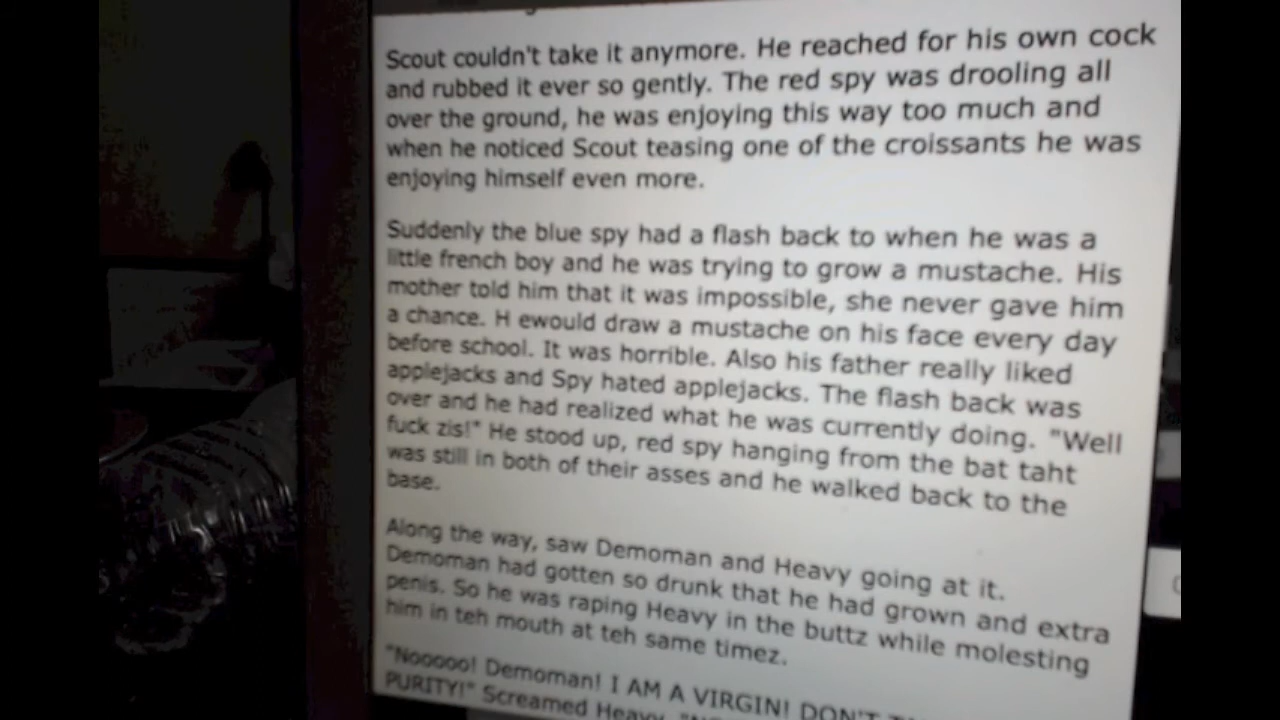 Scout couldn't take it anymore. He reached for his own cock
and rubbed it ever so gently. The red spy was drooling all
over the ground, he was enjoying this way too much and
when he noticed Scout teasing one of the croissants he was
enjoying himself even more.
Suddenly the blue spy had a flash back to when he was a
little french boy and he was trying to grow a mustache. His
mother told him that it was impossible, she never gave him
a chance. H ewould draw a mustache on his face every day
before school. It was horrible. Also his father really liked
applejacks and Spy hated applejacks. The flash back was
over and he had realized what he was currently doing. "Well
fuck zis!" He stood up, red spy hanging from the bat taht
was still in both of their asses and he walked back to the
base.
Along the way, saw Demoman and Heavy going at it.
Demoman had gotten so drunk that he had grown and extra
penis. So he was raping Heavy in the buttz while molesting
him in teh mouth at teh same timez.
"Nooooo! Demoman! I AM A VIRGIN! DON'T
PURITY!" Screamed Heavy.